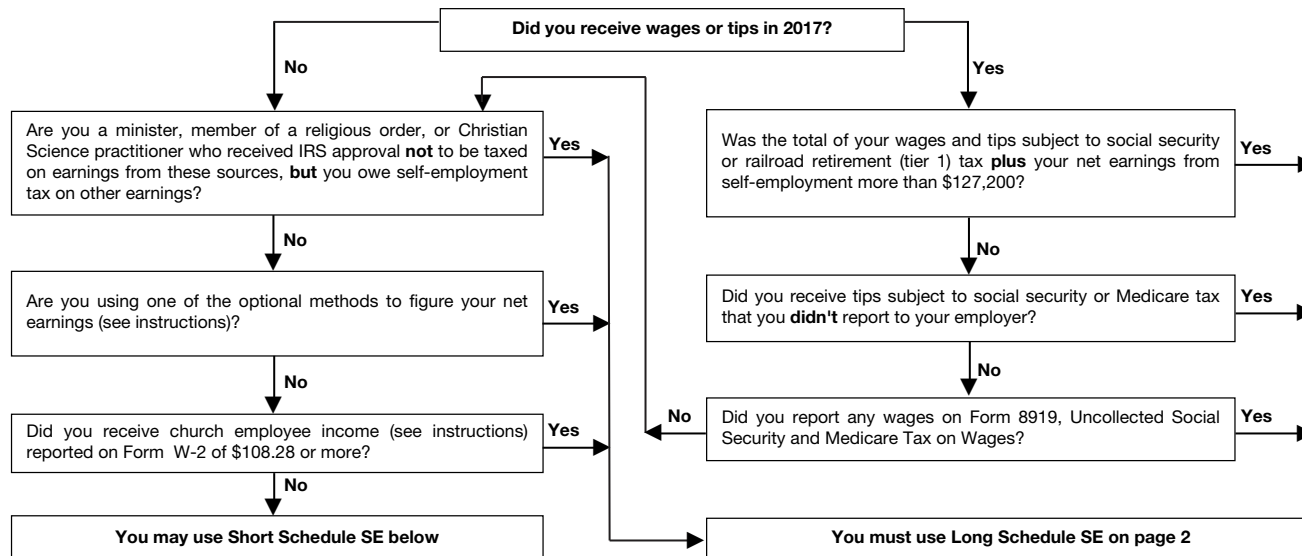 Did you receive wages or tips in 2017?
No
Yes
Are you a minister, member of a religious order, or Christian
Science practitioner who received IRS approval not to be taxed
on earnings from these sources, but you owe self-employment
tax on other earnings?
Yes
No
Are you using one of the optional methods to figure your net
earnings (see instructions)?
Yes
No
Did you receive church employee income (see instructions)
reported on Form W-2 of $108.28 or more?
Yes
No
You may use Short Schedule SE below
Was the total of your wages and tips subject to social security
or railroad retirement (tier 1) tax plus your net earnings from
self-employment more than $127,200?
Yes
No
Did you receive tips subject to social security or Medicare tax
that you didn't report to your employer?
Yes
No
Did you report any wages on Form 8919, Uncollected Social
Security and Medicare Tax on Wages?
No
Yes
You must use Long Schedule SE on page 2